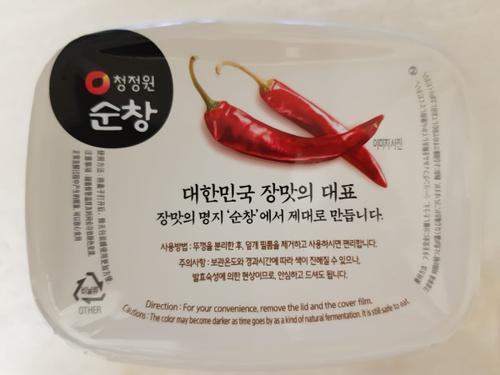 청정원
순창
이미지사진
대한민국 장맛의 대표
장맛의 명지 '순창'에서 제대로 만듭니다.
사용방법 : 뚜껑을 분리한 후, 덮개 필름을 제거하고 사용하시면 편리합니다.
주의사항 : 보관온도와 경과시간에 따라 색이 진해질 수 있으나,
발효숙성에 의한 현상이므로, 안심하고 드셔도 됩니다.
Direction : For your convenience, remove the lid and the cover film.
Cautions : The color may become darker as time goes by as a kind of natural fermentation. It is still safe to eat.
비닐류
OTHER